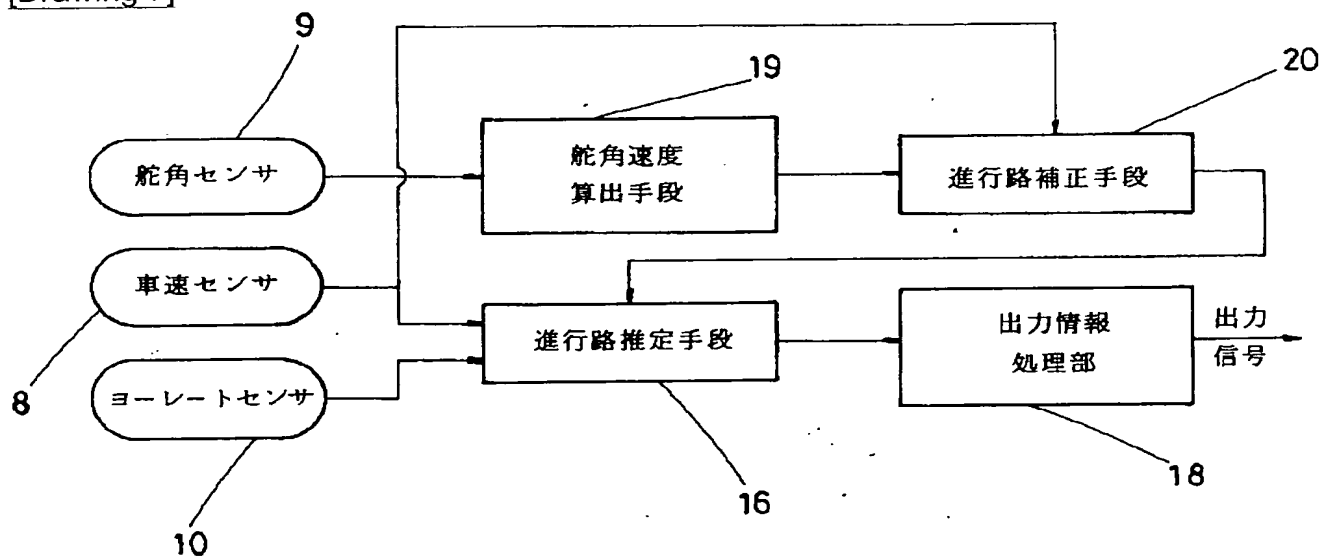 9
19
20
舵角センサ
舵角速度
算出手段
進行路補正手段
車速センサ
進行路推定手段
出力情報
処理部
出力
信号
ヨーレートセンサ
8
10
16
18